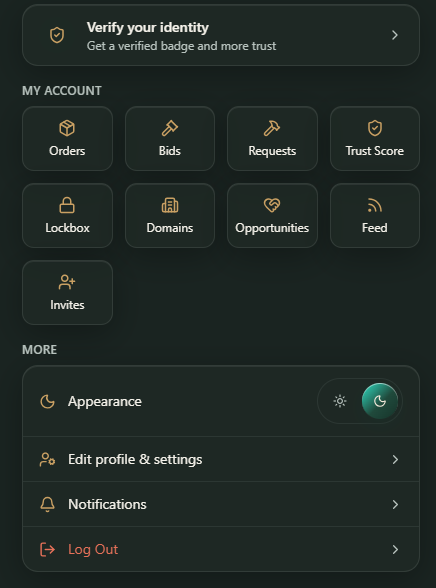 Verify your identity
Get a verified badge and more trust
MY ACCOUNT
Orders
Bids
Requests
Trust Score
Lockbox
Domains
Opportunities
Feed
Invites
MORE
Appearance
Edit profile & settings
Notifications
Log Out